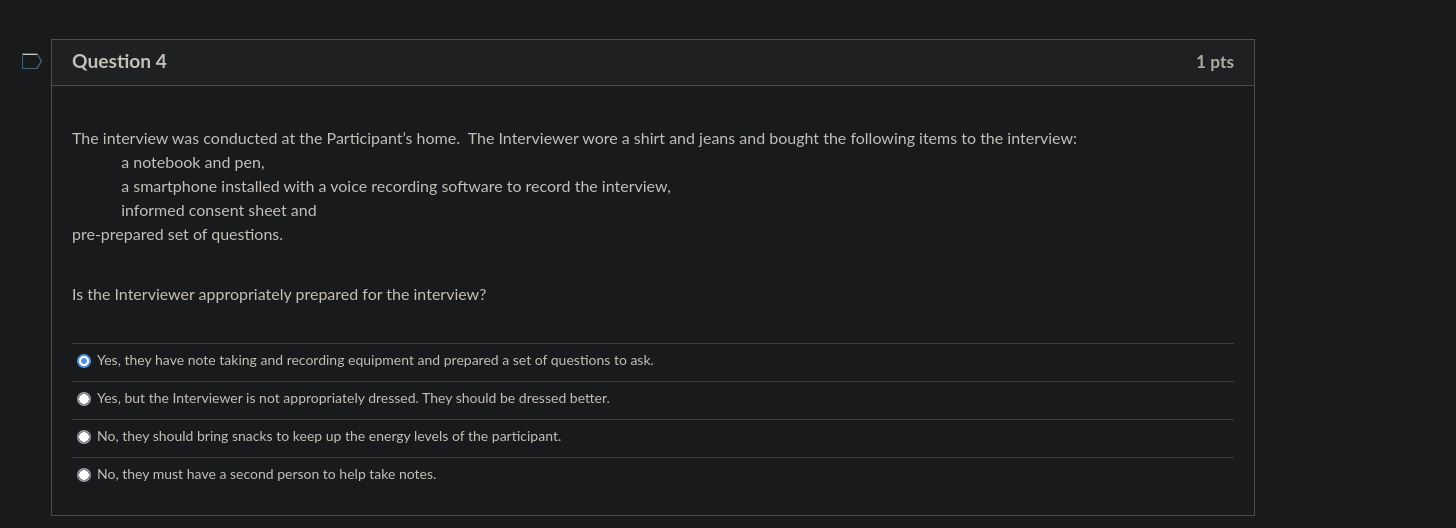 Question 4
1 pts
The interview was conducted at the Participant's home.  The Interviewer wore a shirt and jeans and bought the following items to the interview:
a notebook and pen,
a smartphone installed with a voice recording software to record the interview,
informed consent sheet and
pre-prepared set of questions.
Is the Interviewer appropriately prepared for the interview?
Yes, they have note taking and recording equipment and prepared a set of questions to ask.
Yes, but the Interviewer is not appropriately dressed. They should be dressed better.
No, they should bring snacks to keep up the energy levels of the participant.
No, they must have a second person to help take notes.